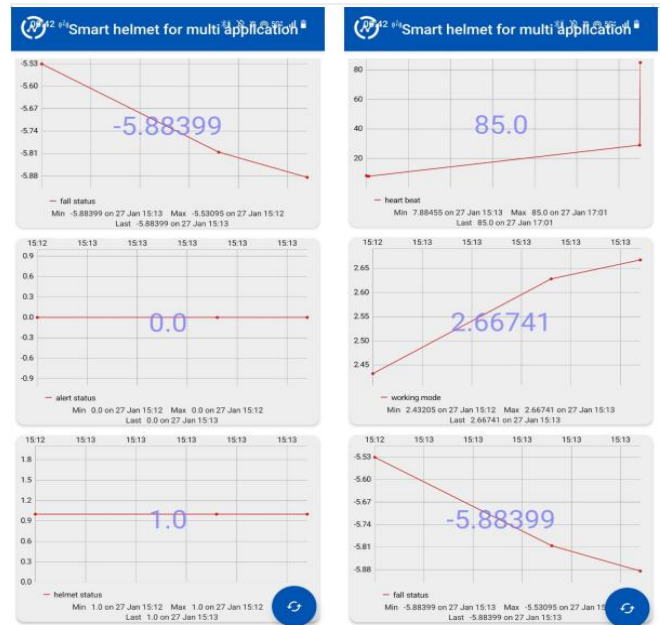 Smart helmet for multi application
-5.53
-5.60
-5.67
-5.74
-5.81
-5.88
-5.88399
fall status
Min -5.88399 on 27 Jan 15:13 Max -5.53095 on 27 Jan 15:12
Last -5.88399 on 27 Jan 15:13
15:12 15:13 15:13 15:13 15:13 15:13
0.9
0.6
0.3
0.0
-0.3
-0.6
-0.9
0.0
alert status
Min 0.0 on 27 Jan 15:12 Max 0.0 on 27 Jan 15:12
Last 0.0 on 27 Jan 15:13
15:12 15:13 15:13 15:13 15:13 15:13
1.8
1.5
1.2
0.9
0.6
0.3
0.0
1.0
helmet status
Min 1.0 on 27 Jan 15:12 Max 1.0 on 27 Jan 15:12
Last 1.0 on 27 Jan 15:13
Smart helmet for multi application
80
60
40
20
85.0
heart beat
Min 7.88455 on 27 Jan 15:13 Max 85.0 on 27 Jan 17:01
Last 85.0 on 27 Jan 17:01
15:12 15:13 15:13 15:13 15:13 15:13
2.65
2.60
2.55
2.50
2.45
2.66741
working mode
Min 2.43205 on 27 Jan 15:12 Max 2.66741 on 27 Jan 15:13
Last 2.66741 on 27 Jan 15:13
15:12 15:13 15:13 15:13 15:13 15:13
-5.53
-5.60
-5.67
-5.74
-5.81
-5.88
-5.88399
fall status
Min -5.88399 on 27 Jan 15:13 Max -5.53095 on 27 Jan
Last -5.88399 on 27 Jan 15:13